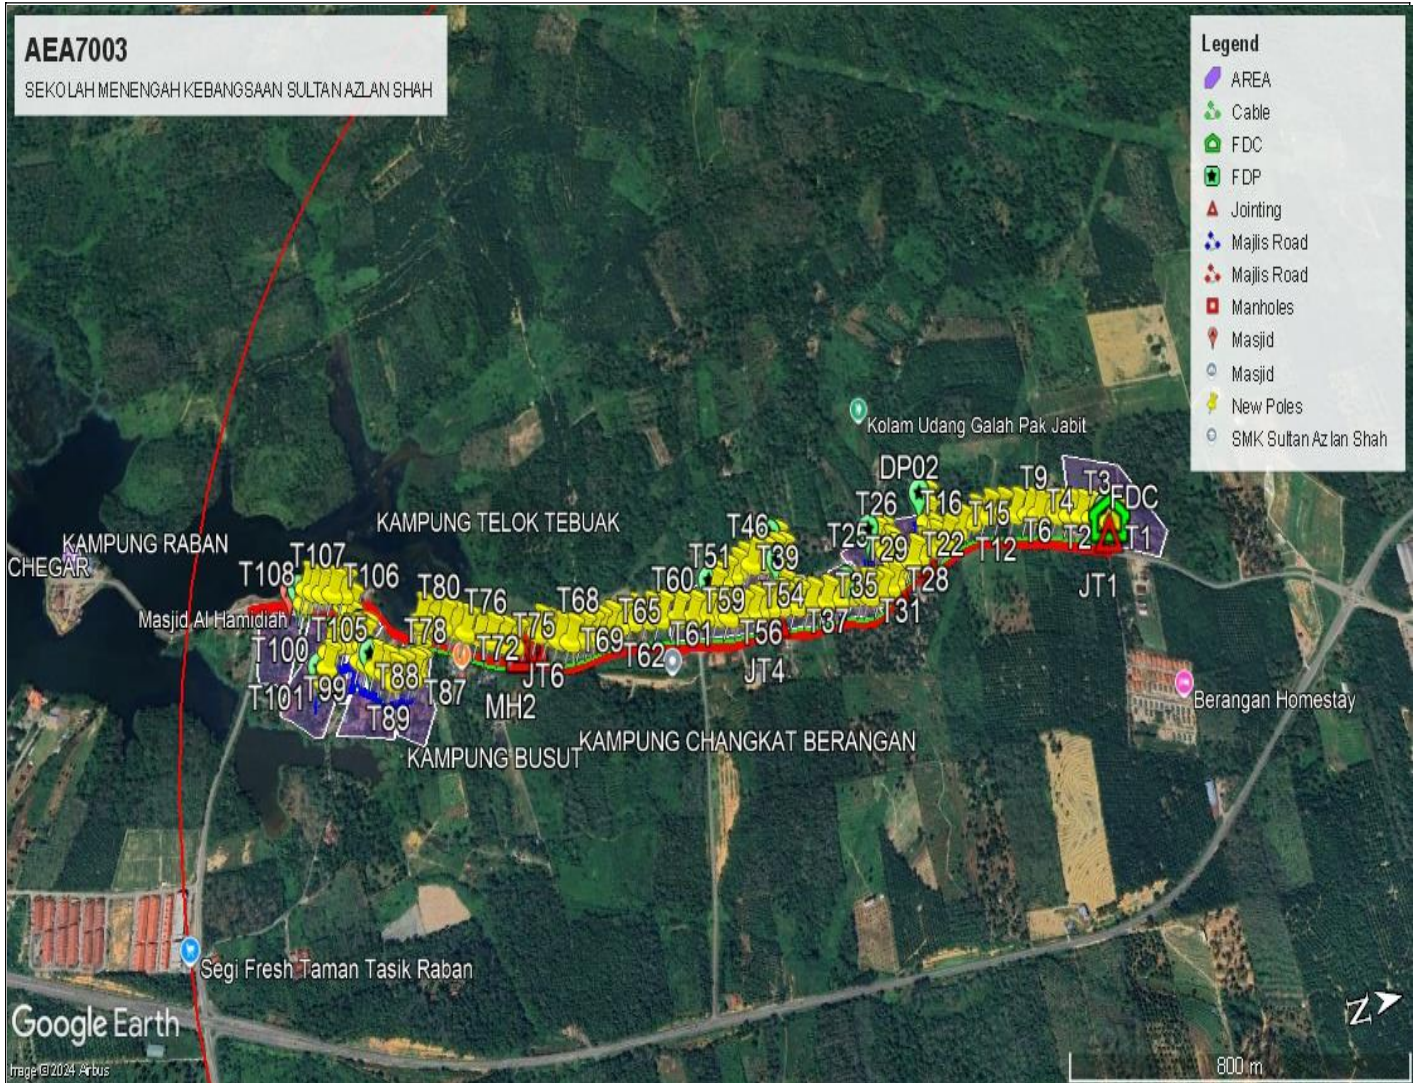 AEA7003
SEKOLAH MENENGAH KEBANGSAAN SULTAN AZLAN SHAH
Legend
AREA
Cable
FDC
FDP
Jointing
Majlis Road
Majlis Road
Manholes
Masjid
Masjid
New Poles
SMK Sultan Azlan Shah
Kolam Udang Galah Pak Jabit
DP02
T9
T3
FDC
T26
T16
T15
T4
T46
T25
T29
T22
T12
T6
T2
T1
KAMPUNG TELOK TEBUAK
KAMPUNG RABAN
CHEGAR
T107
T108
T106
T51
T39
T60
T59
T54
T35
T28
JT1
T80
T76
T68
T65
Masjid Al Hamidiah
T105
T78
T72
T75
T69
T61
T56
T37
T31
T100
T62
T101
T99
T88
T87
JT6
JT4
T89
MH2
Berangan Homestay
KAMPUNG BUSUT
KAMPUNG CHANGKAT BERANGAN
Segi Fresh Taman Tasik Raban
Google Earth
Image © 2024 Airbus
N
800 m